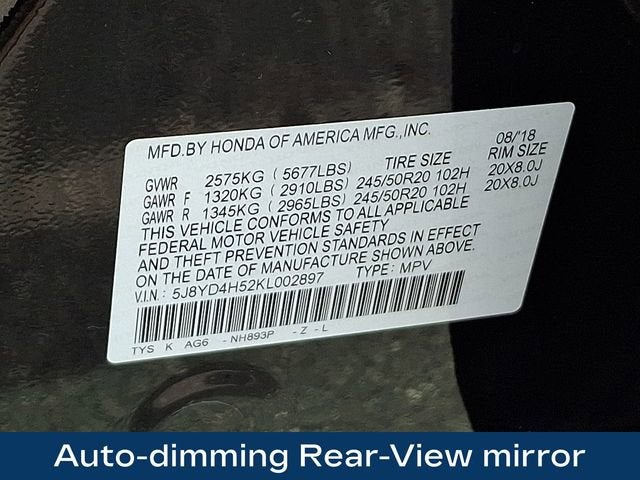 MFD.BY HONDA OF AMERICA MFG.,INC. 08/'18
GVWR 2575KG ( 5677LBS) TIRE SIZE RIM SIZE
GAWR F 1320KG ( 2910LBS) 245/50R20 102H 20X8.0J
GAWR R 1345KG ( 2965LBS) 245/50R20 102H 20X8.0J
THIS VEHICLE CONFORMS TO ALL APPLICABLE
FEDERAL MOTOR VEHICLE SAFETY
AND THEFT PREVENTION STANDARDS IN EFFECT
ON THE DATE OF MANUFACTURE SHOWN ABOVE.
V.I.N.: 5J8YD4H52KL002897 TYPE: MPV
TYS K AG6 - NH893P - Z - L
Auto-dimming Rear-View mirror